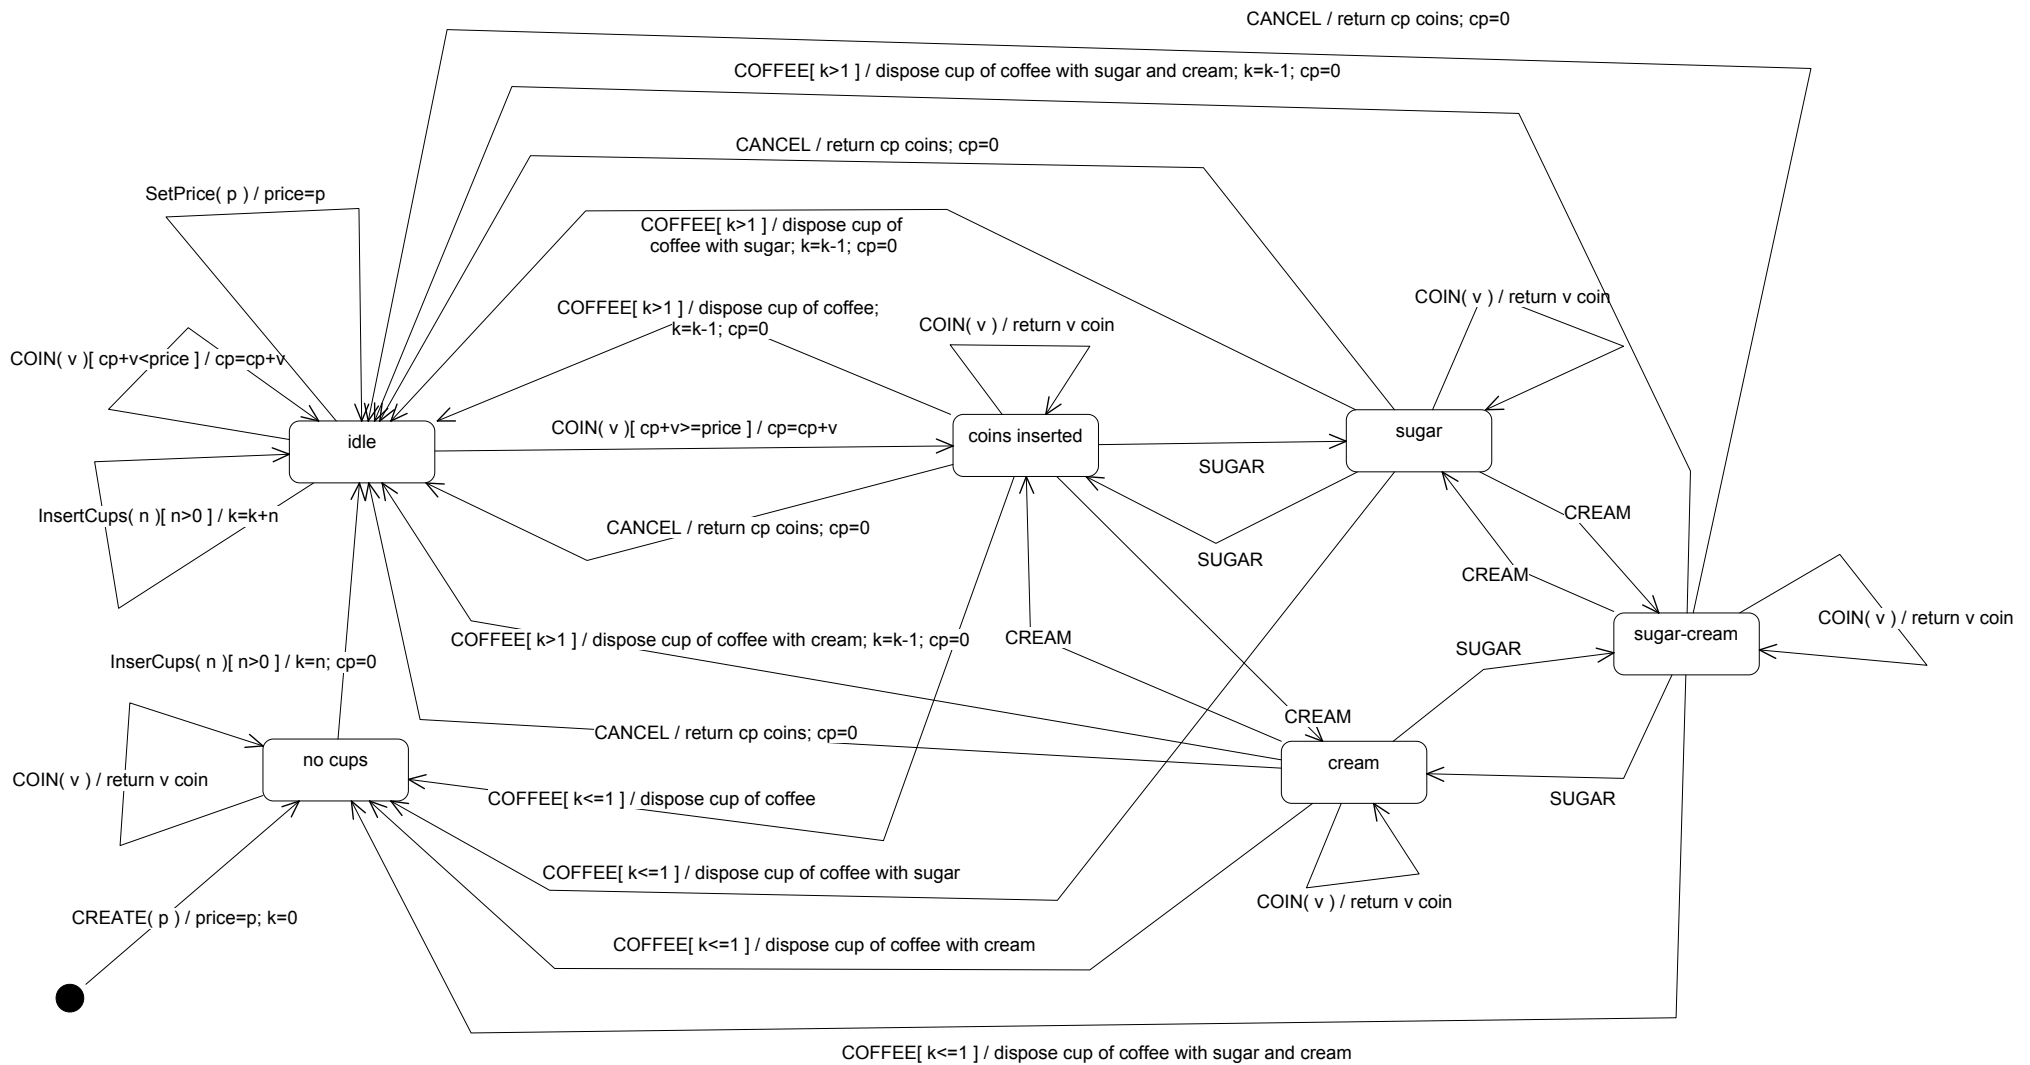 CANCEL / return cp coins; cp=0
COFFEE[ k>1 ] / dispose cup of coffee with sugar and cream; k=k-1; cp=0
CANCEL / return cp coins; cp=0
SetPrice( p ) / price=p
COFFEE[ k>1 ] / dispose cup of
coffee with sugar; k=k-1; cp=0
COIN( v ) / return v coin
COFFEE[ k>1 ] / dispose cup of coffee;
k=k-1; cp=0
COIN( v ) / return v coin
COIN( v )[ cp+v<price ] / cp=cp+v
idle
COIN( v )[ cp+v>=price ] / cp=cp+v
coins inserted
sugar
SUGAR
InsertCups( n )[ n>0 ] / k=k+n
CANCEL / return cp coins; cp=0
SUGAR
CREAM
CREAM
COIN( v ) / return v coin
sugar-cream
COFFEE[ k>1 ] / dispose cup of coffee with cream; k=k-1; cp=0
CREAM
SUGAR
InserCups( n )[ n>0 ] / k=n; cp=0
CREAM
CANCEL / return cp coins; cp=0
no cups
cream
COIN( v ) / return v coin
COFFEE[ k<=1 ] / dispose cup of coffee
SUGAR
COFFEE[ k<=1 ] / dispose cup of coffee with sugar
COIN( v ) / return v coin
CREATE( p ) / price=p; k=0
COFFEE[ k<=1 ] / dispose cup of coffee with cream
COFFEE[ k<=1 ] / dispose cup of coffee with sugar and cream